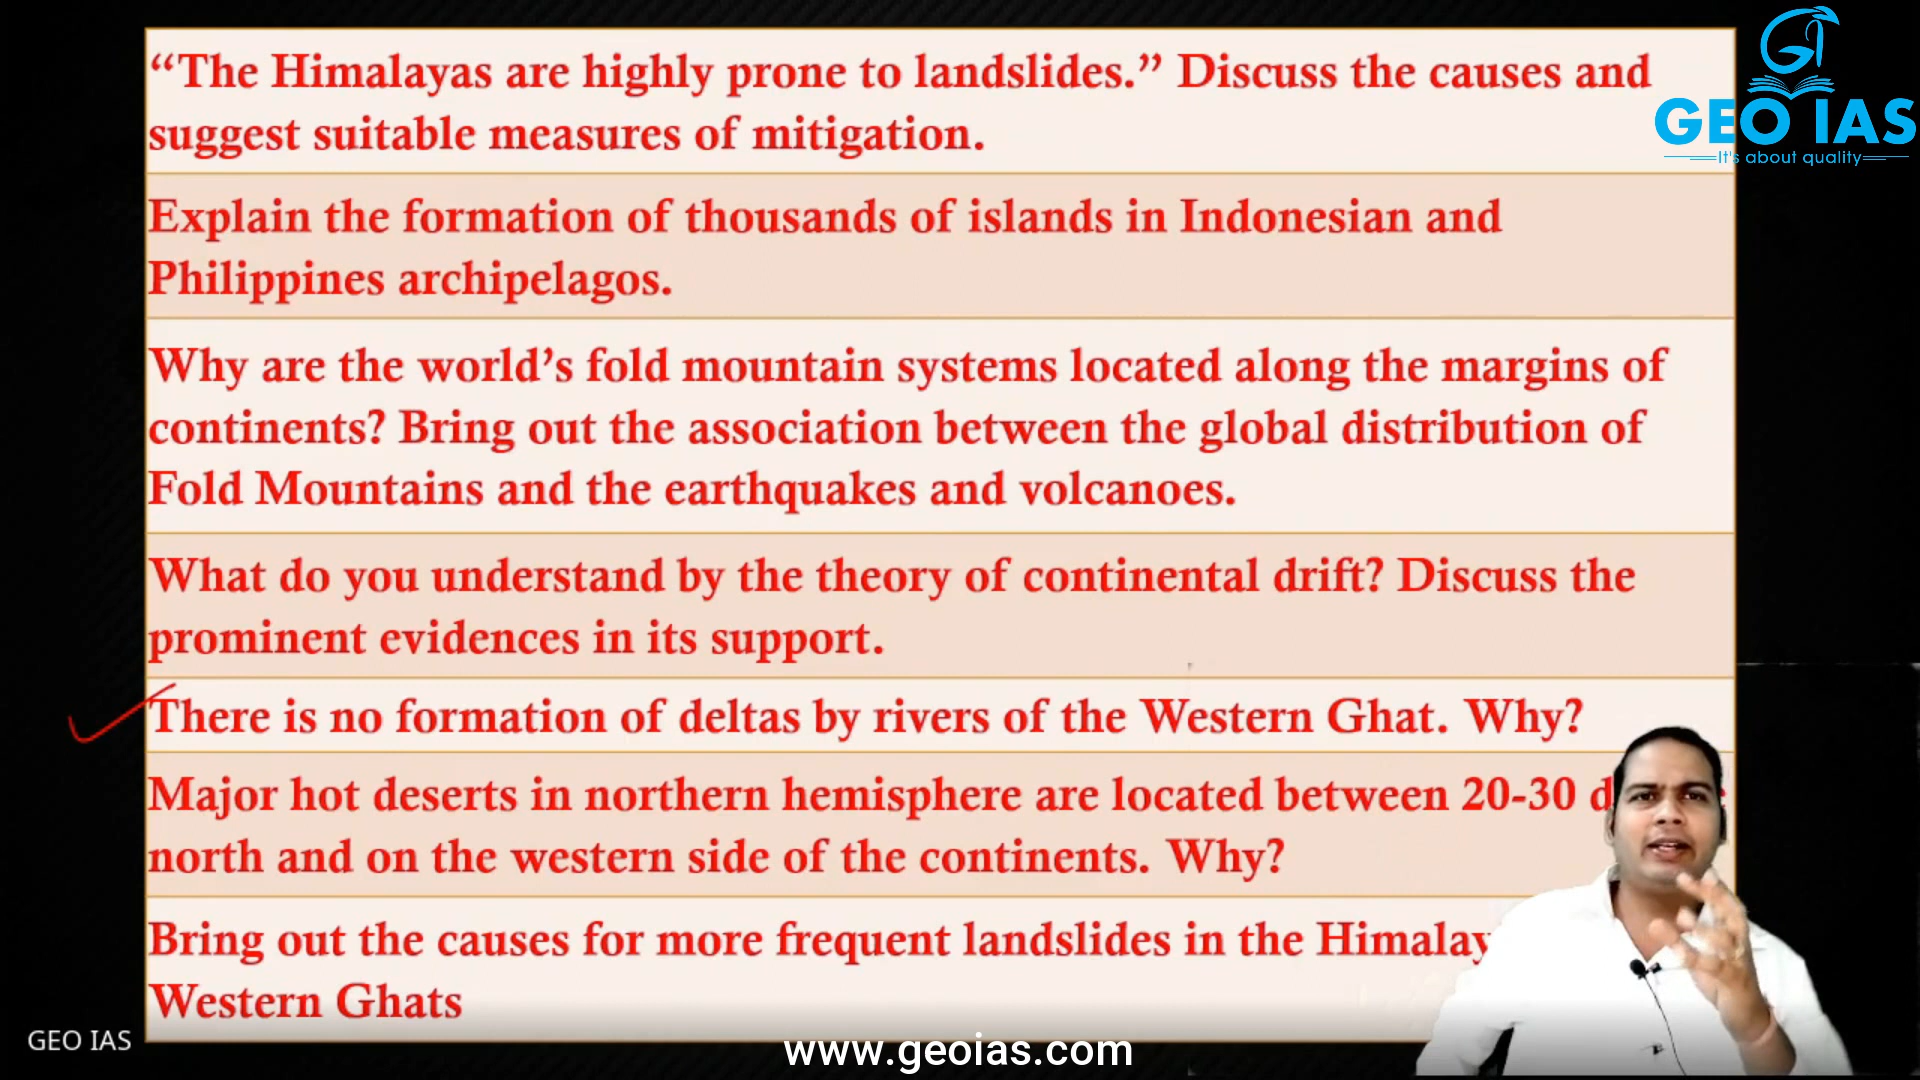 “The Himalayas are highly prone to landslides.” Discuss the causes and
suggest suitable measures of mitigation.
Explain the formation of thousands of islands in Indonesian and
Philippines archipelagos.
Why are the world’s fold mountain systems located along the margins of
continents? Bring out the association between the global distribution of
Fold Mountains and the earthquakes and volcanoes.
What do you understand by the theory of continental drift? Discuss the
prominent evidences in its support.
There is no formation of deltas by rivers of the Western Ghat. Why?
Major hot deserts in northern hemisphere are located between 20-30
north and on the western side of the continents. Why?
Bring out the causes for more frequent landslides in the
Western Ghats
GEO IAS
It's about quality
GEO IAS
www.geoias.com